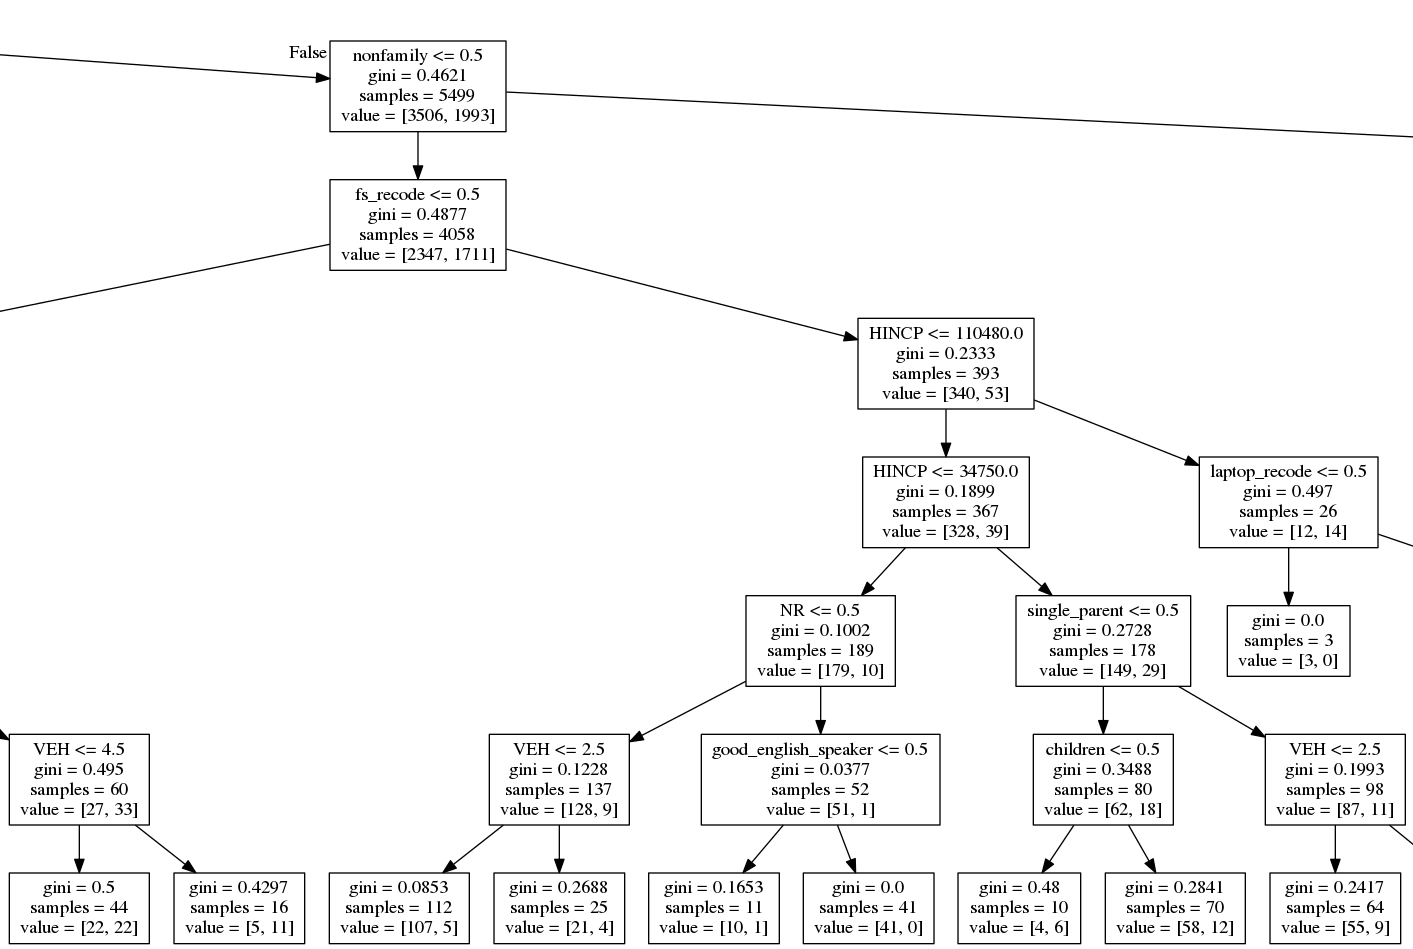 False
nonfamily <= 0.5
gini = 0.4621
samples = 5499
value = [3506, 1993]
fs_recode <= 0.5
gini = 0.4877
samples = 4058
value = [2347, 1711]
HINCP <= 110480.0
gini = 0.2333
samples = 393
value = [340, 53]
HINCP <= 34750.0
gini = 0.1899
samples = 367
value = [328, 39]
laptop_recode <= 0.5
gini = 0.497
samples = 26
value = [12, 14]
NR <= 0.5
gini = 0.1002
samples = 189
value = [179, 10]
single_parent <= 0.5
gini = 0.2728
samples = 178
value = [149, 29]
gini = 0.0
samples = 3
value = [3, 0]
VEH <= 4.5
gini = 0.495
samples = 60
value = [27, 33]
VEH <= 2.5
gini = 0.1228
samples = 137
value = [128, 9]
good_english_speaker <= 0.5
gini = 0.0377
samples = 52
value = [51, 1]
children <= 0.5
gini = 0.3488
samples = 80
value = [62, 18]
VEH <= 2.5
gini = 0.1993
samples = 98
value = [87, 11]
gini = 0.5
samples = 44
value = [22, 22]
gini = 0.4297
samples = 16
value = [5, 11]
gini = 0.0853
samples = 112
value = [107, 5]
gini = 0.2688
samples = 25
value = [21, 4]
gini = 0.1653
samples = 11
value = [10, 1]
gini = 0.0
samples = 41
value = [41, 0]
gini = 0.48
samples = 10
value = [4, 6]
gini = 0.2841
samples = 70
value = [58, 12]
gini = 0.2417
samples = 64
value = [55, 9]